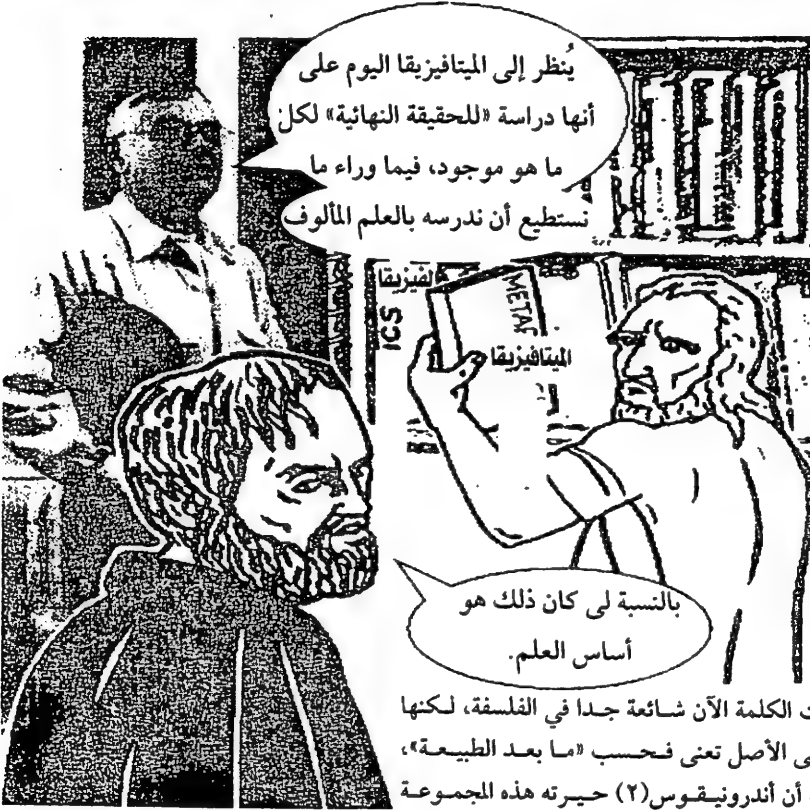 يُنظر إلى الميتافيزيقا اليوم على
أنها دراسة «للحقيقة النهائية» لكل
ما هو موجود، فيما وراء ما
نستطيع أن ندرسه بالعلم المألوف
الفيزيقا
ICS
METAP
الميتافيزيقا
بالنسبة لى كان ذلك هو
أساس العلم.
الكلمة الآن شائعة جدا في الفلسفة، لكنها
الأصل تعنى فحسب «ما بعد الطبيعة»،
أن أندرونيقوس(٢) حيرته هذه المجموعة